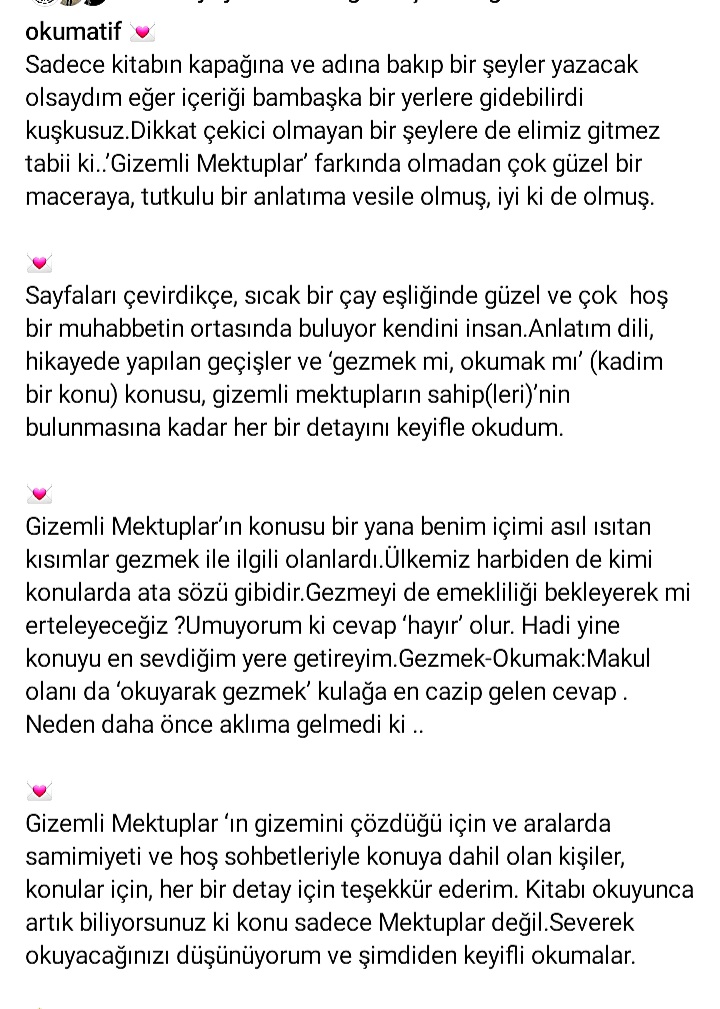 okumatif 💌
Sadece kitabın kapağına ve adına bakıp bir şeyler yazacak
olsaydım eğer içeriği bambaşka bir yerlere gidebilirdi
kuşkusuz.Dikkat çekici olmayan bir şeylere de elimiz gitmez
tabii ki..’Gizemli Mektuplar’ farkında olmadan çok güzel bir
maceraya, tutkulu bir anlatıma vesile olmuş, iyi ki de olmuş.
💌
Sayfaları çevirdikçe, sıcak bir çay eşliğinde güzel ve çok  hoş
bir muhabbetin ortasında buluyor kendini insan.Anlatım dili,
hikayede yapılan geçişler ve ‘gezmek mi, okumak mı’ (kadim
bir konu) konusu, gizemli mektupların sahip(leri)’nin
bulunmasına kadar her bir detayını keyifle okudum.
💌
Gizemli Mektuplar’ın konusu bir yana benim içimi asıl ısıtan
kısımlar gezmek ile ilgili olanlardı.Ülkemiz harbiden de kimi
konularda ata sözü gibidir.Gezmeyi de emekliliği bekleyerek mi
erteleyeceğiz ?Umuyorum ki cevap ‘hayır’ olur. Hadi yine
konuyu en sevdiğim yere getireyim.Gezmek-Okumak:Makul
olanı da ‘okuyarak gezmek’ kulağa en cazip gelen cevap .
Neden daha önce aklıma gelmedi ki ..
💌
Gizemli Mektuplar ‘ın gizemini çözdüğü için ve aralarda
samimiyeti ve hoş sohbetleriyle konuya dahil olan kişiler,
konular için, her bir detay için teşekkür ederim. Kitabı okuyunca
artık biliyorsunuz ki konu sadece Mektuplar değil.Severek
okuyacağınızı düşünüyorum ve şimdiden keyifli okumalar.